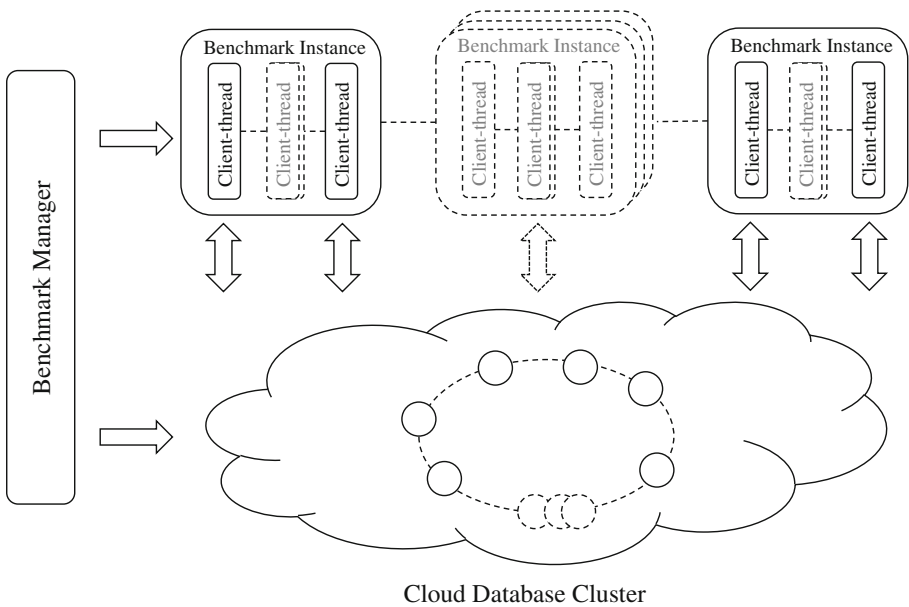 Benchmark Manager
Benchmark Instance
Client-thread
Client-thread
Client-thread
Benchmark Instance
Client-thread
Client-thread
Client-thread
Benchmark Instance
Client-thread
Client-thread
Client-thread
Cloud Database Cluster